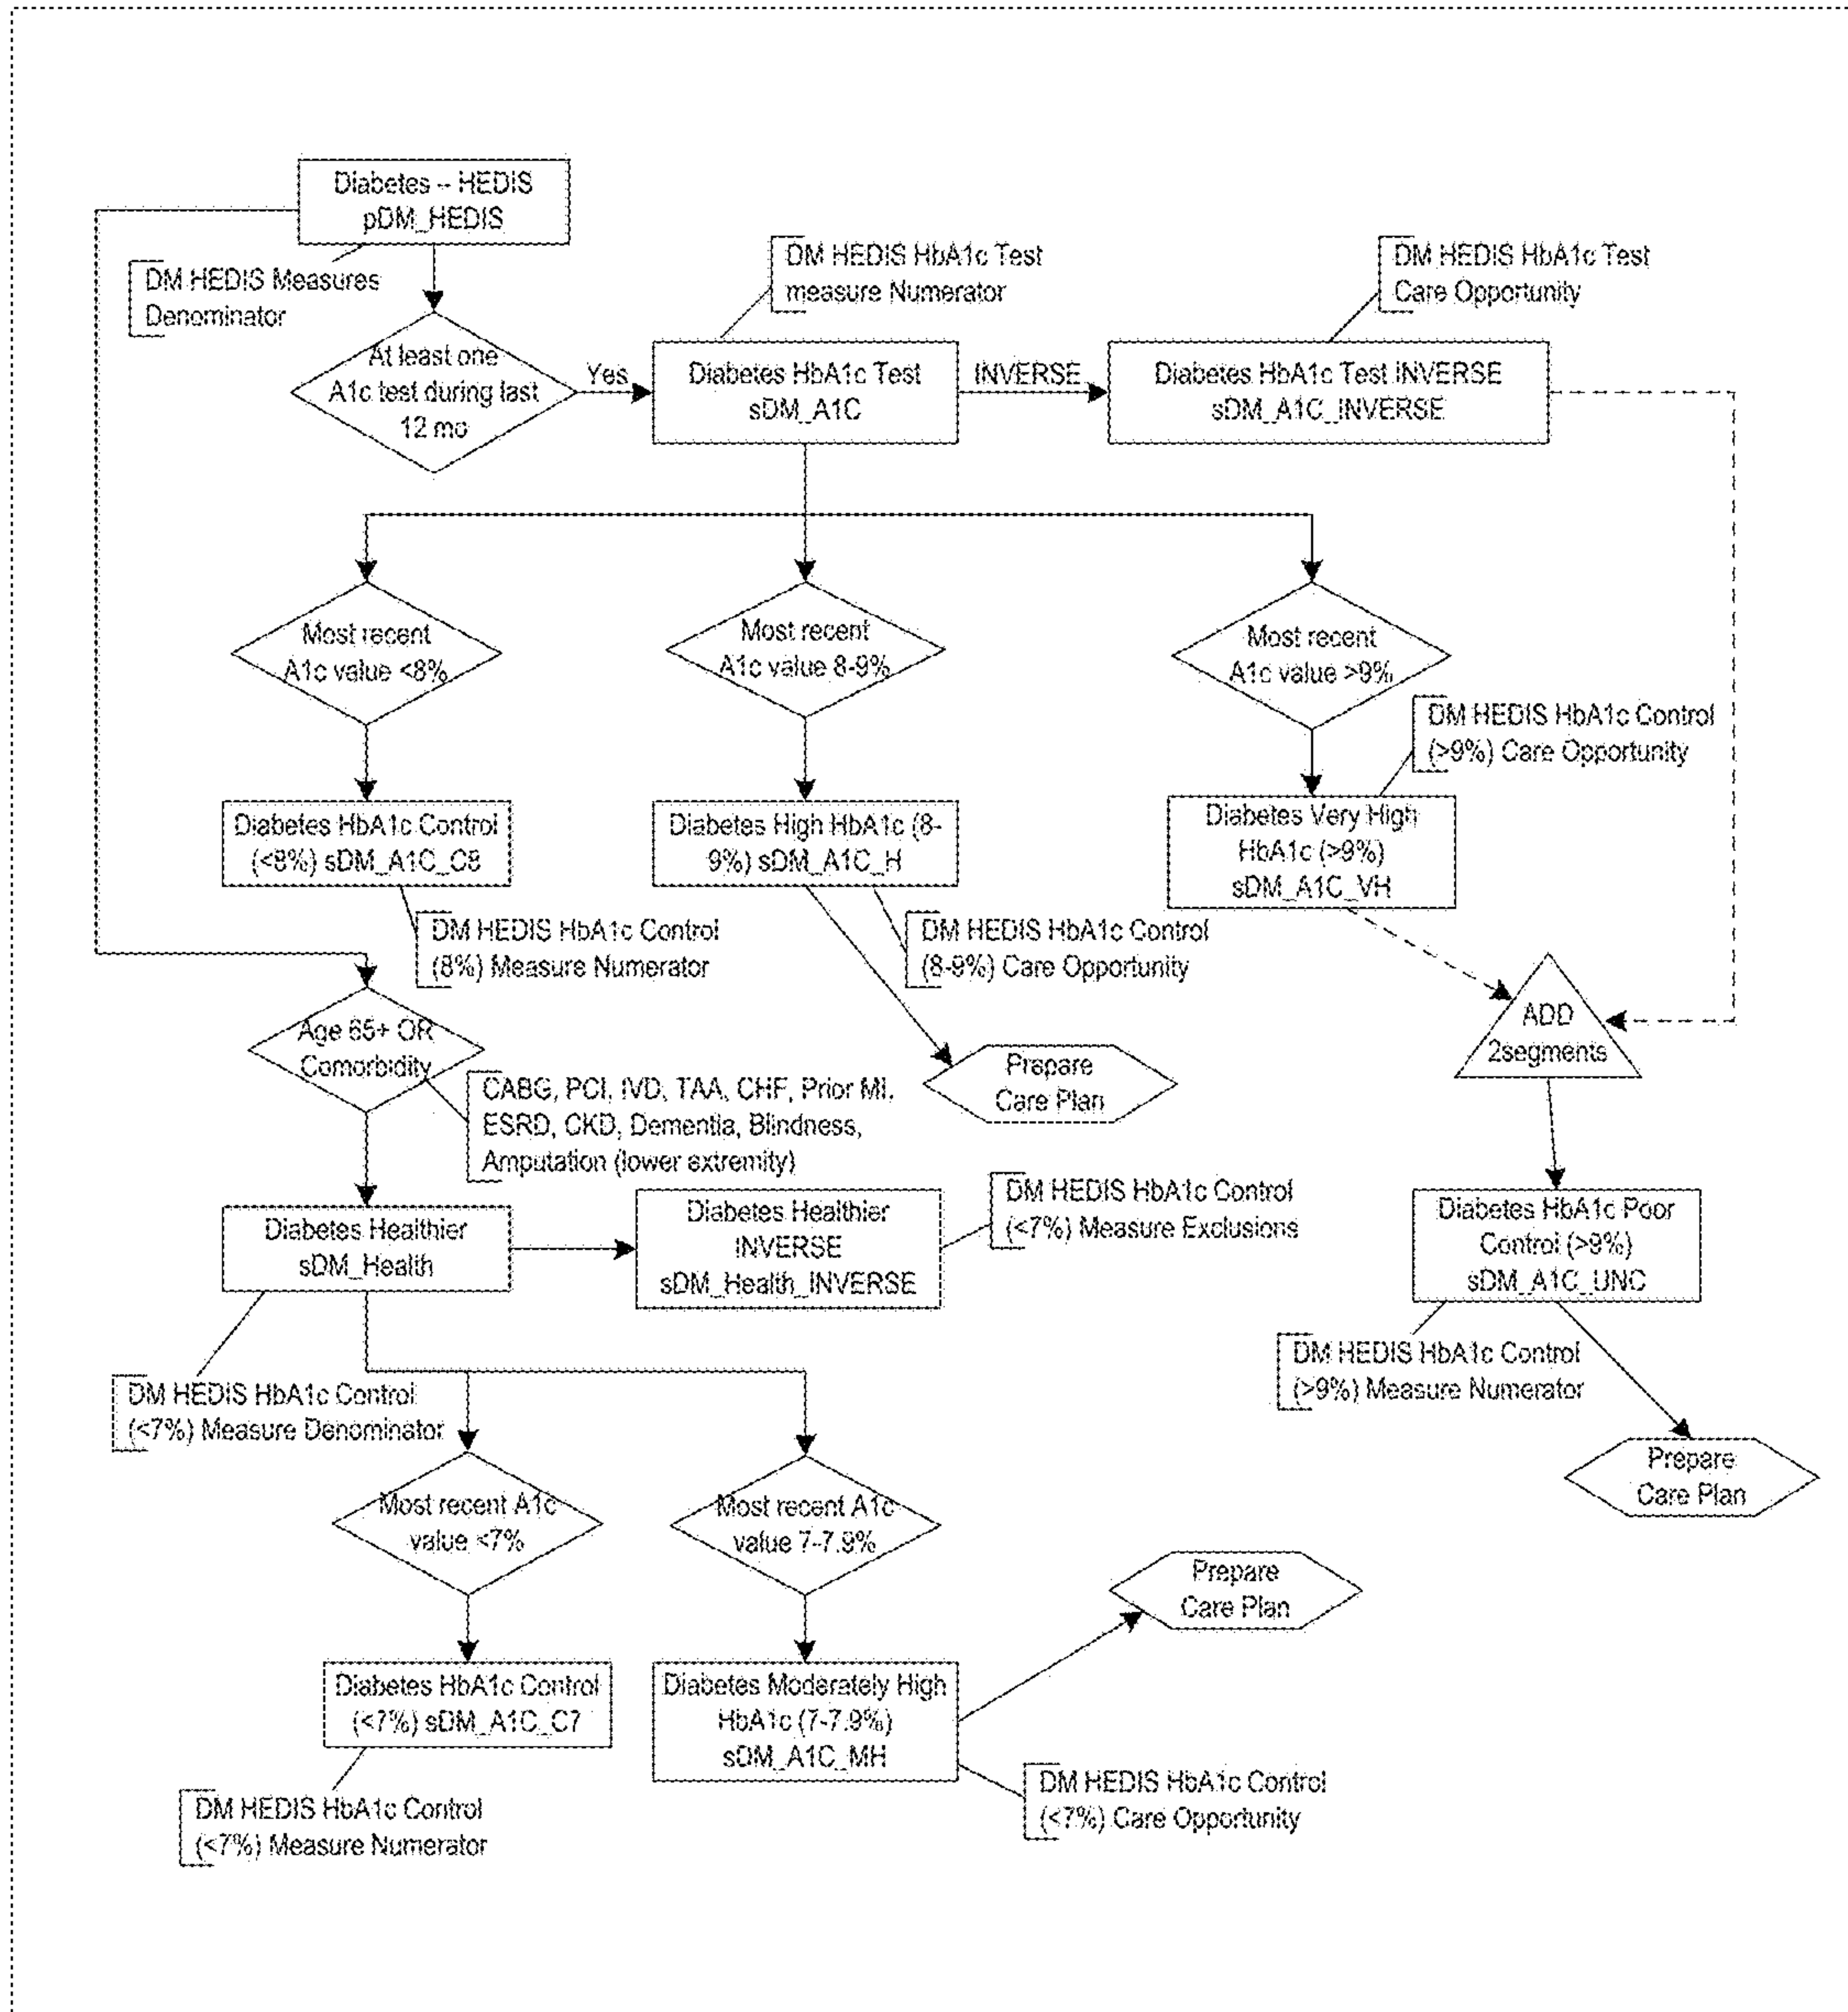 Diabetes – HEDIS
pDM_HEDIS
DM HEDIS Measures
Denominator
At least one
A1c test during last
12 mo
Yes
DM HEDIS HbA1c Test
measure Numerator
Diabetes HbA1c Test
sDM_A1C
INVERSE
DM HEDIS HbA1c Test
Care Opportunity
Diabetes HbA1c Test INVERSE
sDM_A1C_INVERSE
Most recent
A1c value <8%
Most recent
A1c value 8-9%
Most recent
A1c value >9%
DM HEDIS HbA1c Control
(>9%) Care Opportunity
Diabetes HbA1c Control
(<8%) sDM_A1C_C8
Diabetes High HbA1c (8-
9%) sDM_A1C_H
Diabetes Very High
HbA1c (>9%)
sDM_A1C_VH
DM HEDIS HbA1c Control
(8%) Measure Numerator
DM HEDIS HbA1c Control
(8-9%) Care Opportunity
ADD
2segments
Age 65+ OR
Comorbidity
CABG, PCI, IVD, TAA, CHF, Prior MI,
ESRD, CKD, Dementia, Blindness,
Amputation (lower extremity)
Prepare
Care Plan
Diabetes Healthier
sDM_Health
Diabetes Healthier
INVERSE
sDM_Health_INVERSE
DM HEDIS HbA1c Control
(<7%) Measure Exclusions
Diabetes HbA1c Poor
Control (>9%)
sDM_A1C_UNC
DM HEDIS HbA1c Control
(>9%) Measure Numerator
Prepare
Care Plan
DM HEDIS HbA1c Control
(<7%) Measure Denominator
Most recent A1c
value <7%
Most recent A1c
value 7-7.9%
Prepare
Care Plan
Diabetes HbA1c Control
(<7%) sDM_A1C_C7
Diabetes Moderately High
HbA1c (7-7.9%)
sDM_A1C_MH
DM HEDIS HbA1c Control
(<7%) Measure Numerator
DM HEDIS HbA1c Control
(<7%) Care Opportunity